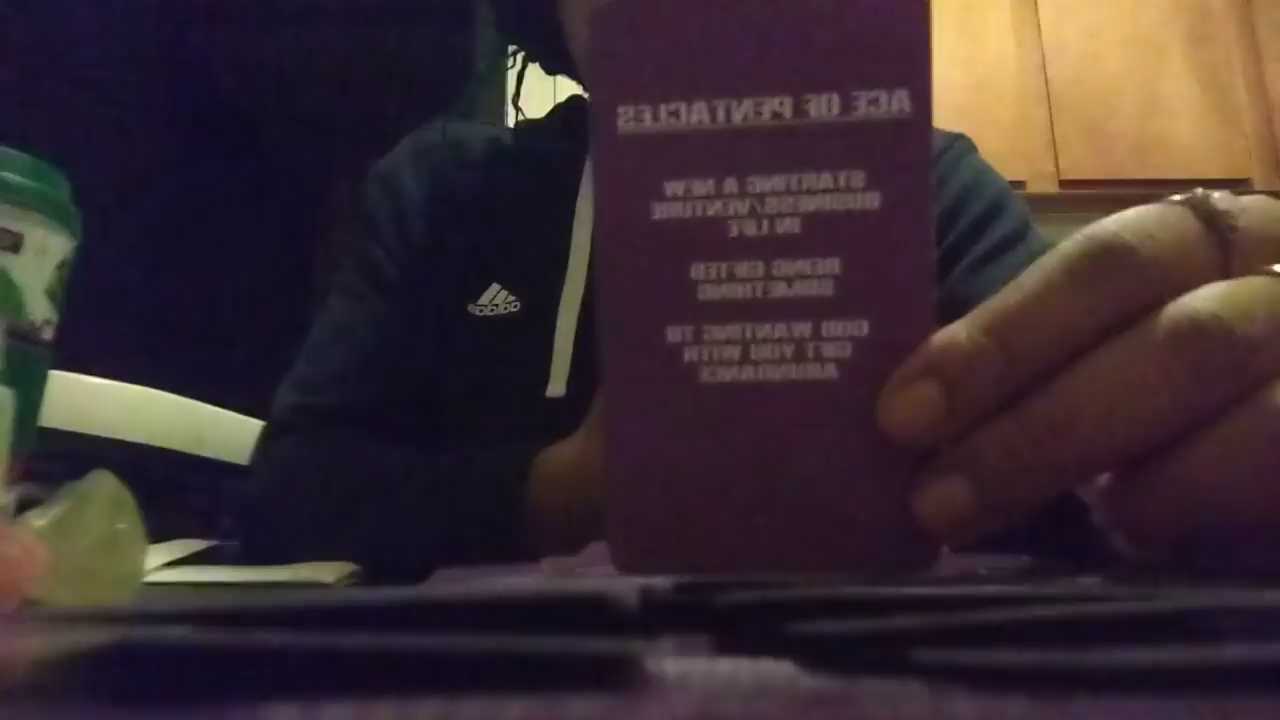 ACE OF PENTACLES
STARTING A NEW
BUSINESS/VENTURE
IN LIFE
BEING GIFTED
SOMETHING
GOD WANTING TO
GIFT YOU WITH
ABUNDANCE
adidas